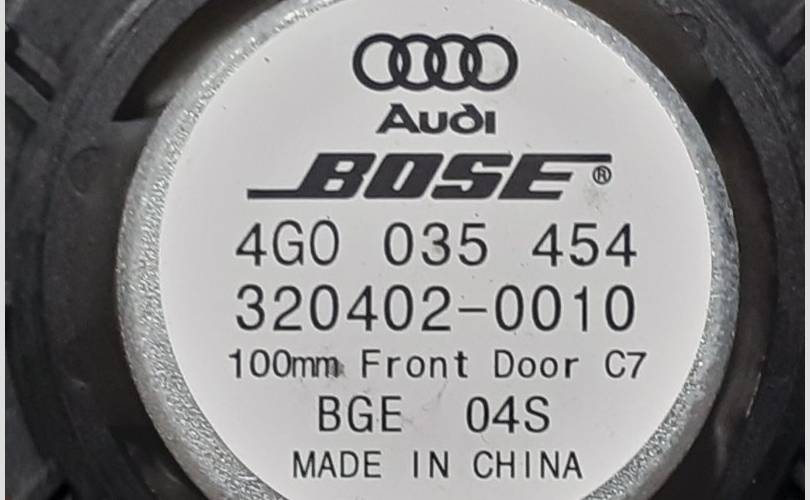 Audi
BOSE®
4G0 035 454
320402-0010
100mm Front Door C7
BGE 04S
MADE IN CHINA